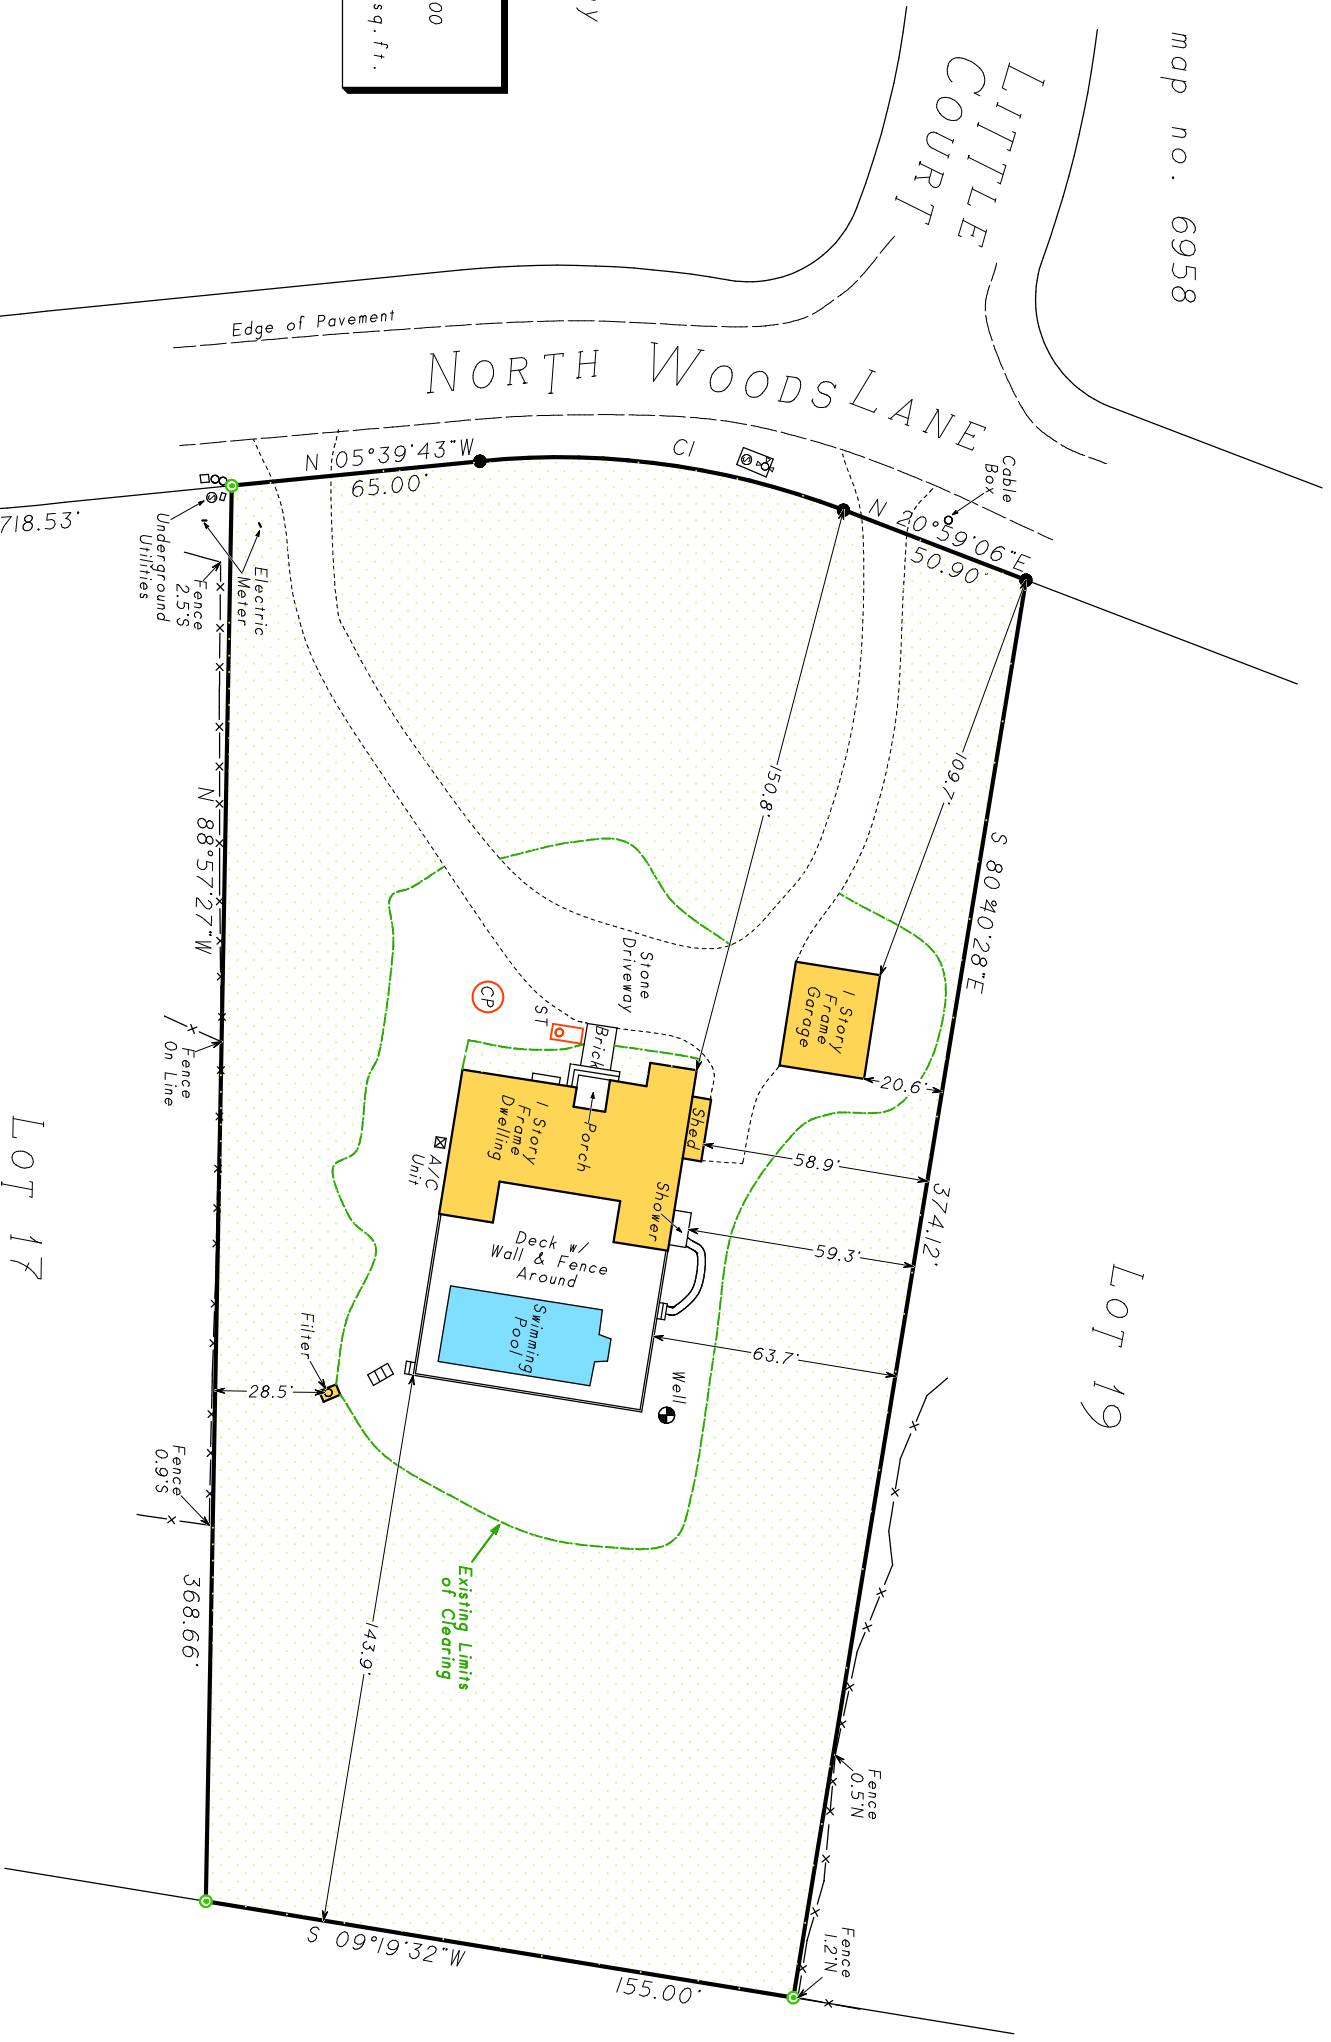 map no. 6958
y
00
sq.ft.
LITTLE
COURT
Edge of Pavement
NORTH WOODS LANE
N 05°39'43"W
65.00'
C1
N 20°59'06"E
50.90'
Cable
Box
718.53'
Underground
Utilities
Electric
Meter
Fence
2.5'S
N 88°57'27"W
368.66'
Fence
On Line
Fence
0.9'S
S 80°40'28"E
374.12'
109.7'
150.8'
1 Story
Frame
Garage
20.6'
Stone
Driveway
CP
ST
Brick
Porch
Shed
58.9'
1 Story
Frame
Dwelling
A/C
Unit
Shower
59.3'
Deck w/
Wall & Fence
Around
Swimming
Pool
63.7'
Well
Filter
28.5'
143.9'
Existing Limits
of Clearing
LOT 17
LOT 19
Fence
0.5'N
Fence
1.2'N
S 09°19'32"W
155.00'